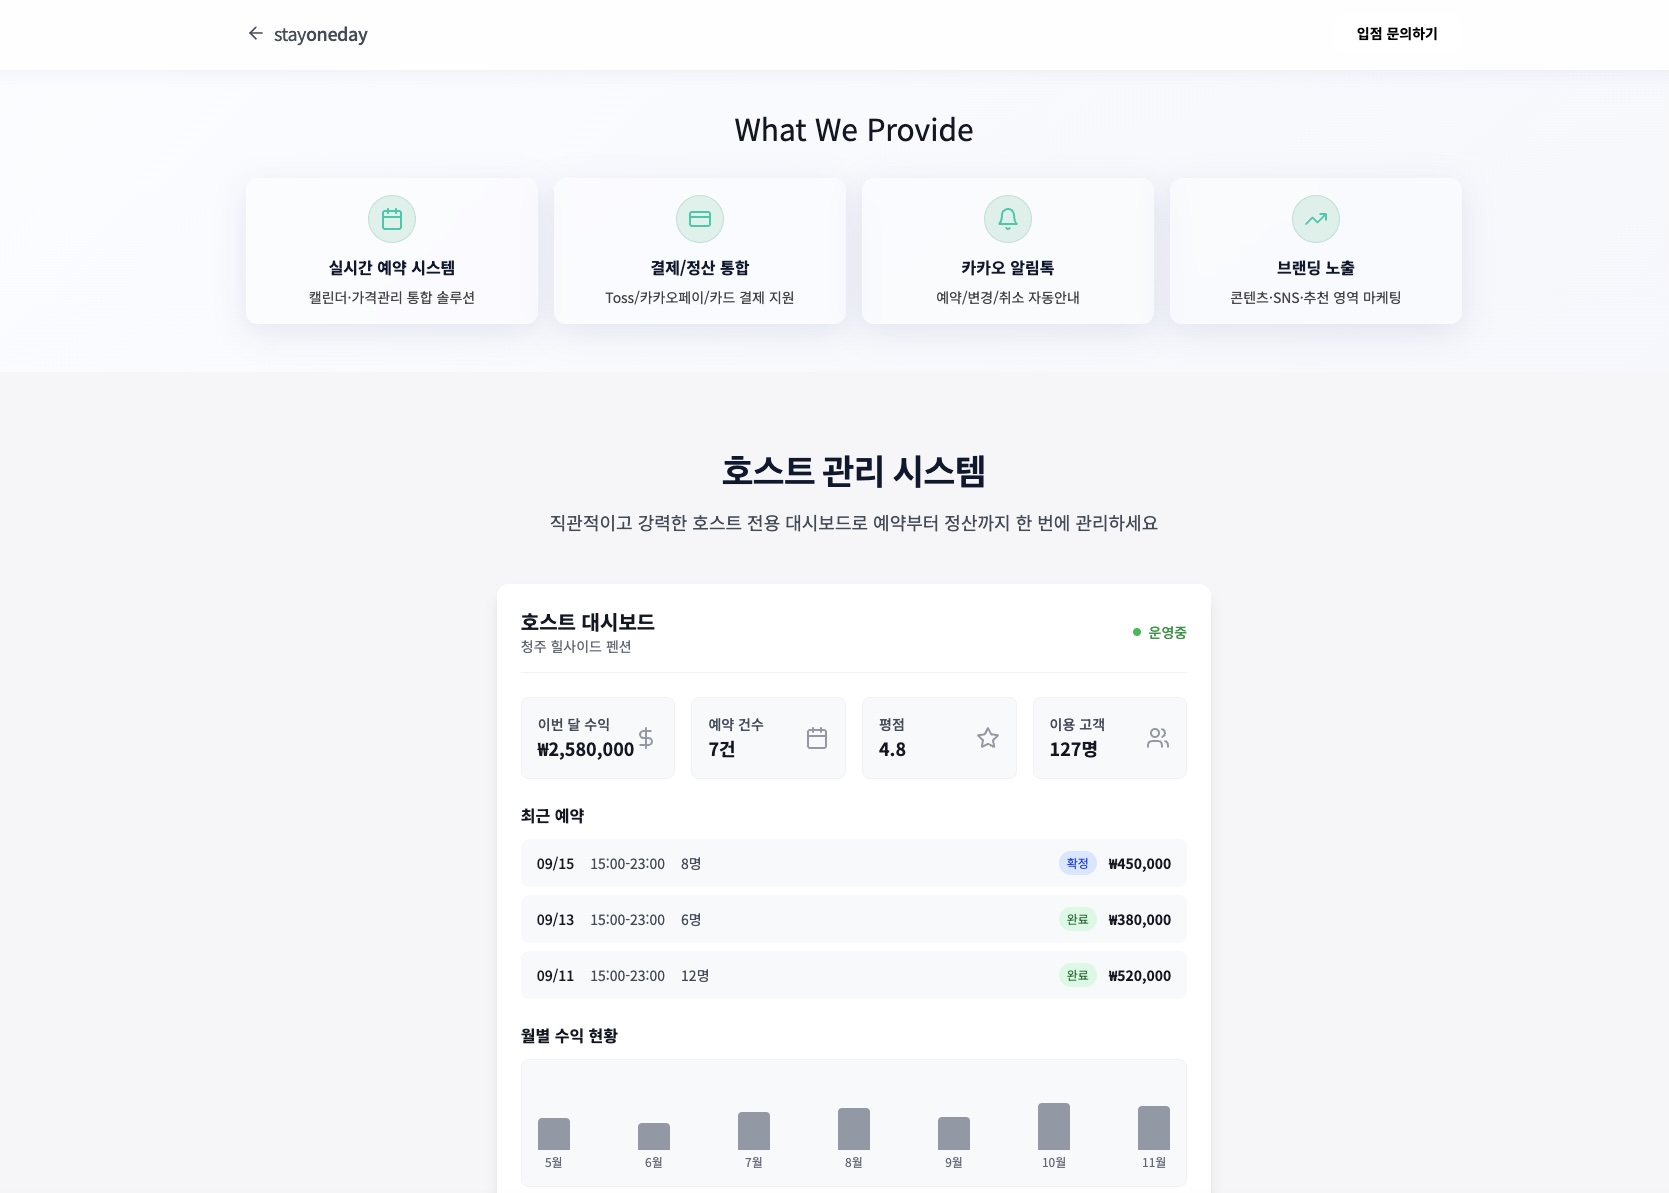 stayoneday
입점 문의하기
What We Provide
실시간 예약 시스템
캘린더·가격관리 통합 솔루션
결제/정산 통합
Toss/카카오페이/카드 결제 지원
카카오 알림톡
예약/변경/취소 자동안내
브랜딩 노출
콘텐츠·SNS·추천 영역 마케팅
호스트 관리 시스템
직관적이고 강력한 호스트 전용 대시보드로 예약부터 정산까지 한 번에 관리하세요
호스트 대시보드
청주 힐사이드 펜션
운영중
이번 달 수익
₩2,580,000
예약 건수
7건
평점
4.8
이용 고객
127명
최근 예약
09/15 15:00-23:00 8명 확정 ₩450,000
09/13 15:00-23:00 6명 완료 ₩380,000
09/11 15:00-23:00 12명 완료 ₩520,000
월별 수익 현황
5월 6월 7월 8월 9월 10월 11월